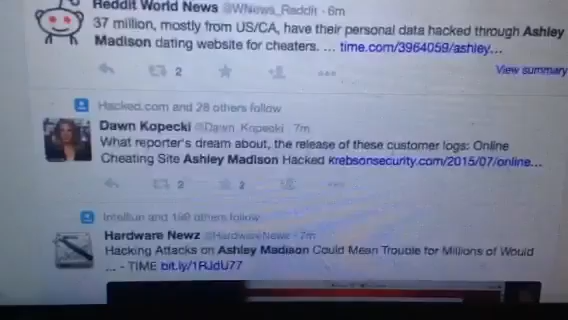 Reddit World News @WNews_Reddit · 6m
37 million, mostly from US/CA, have their personal data hacked through Ashley
Madison dating website for cheaters. ... time.com/3964059/ashley...
2
View summary
Hacked.com and 28 others follow
Dawn Kopecki @Dawn_Kopecki 7m
What reporter's dream about, the release of these customer logs: Online
Cheating Site Ashley Madison Hacked krebsonsecurity.com/2015/07/online...
2 2
and 199 others follow
Hardware Newz @HardwareNewz · 7m
Hacking Attacks on Ashley Madison Could Mean Trouble for Millions of Would
... - TIME bit.ly/1RJdU77